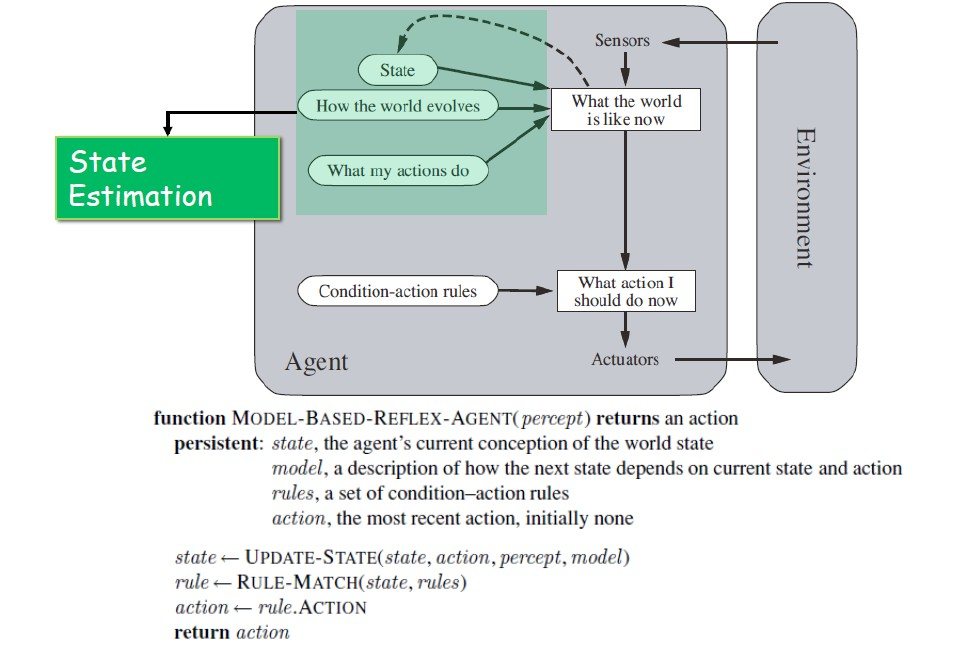 Sensors
State
How the world evolves
What the world
is like now
What my actions do
State
Estimation
Environment
Condition-action rules
What action I
should do now
Agent
Actuators
function MODEL-BASED-REFLEX-AGENT(percept) returns an action
persistent: state, the agent's current conception of the world state
model, a description of how the next state depends on current state and action
rules, a set of condition–action rules
action, the most recent action, initially none
state ← UPDATE-STATE(state, action, percept, model)
rule ← RULE-MATCH(state, rules)
action ← rule.ACTION
return action